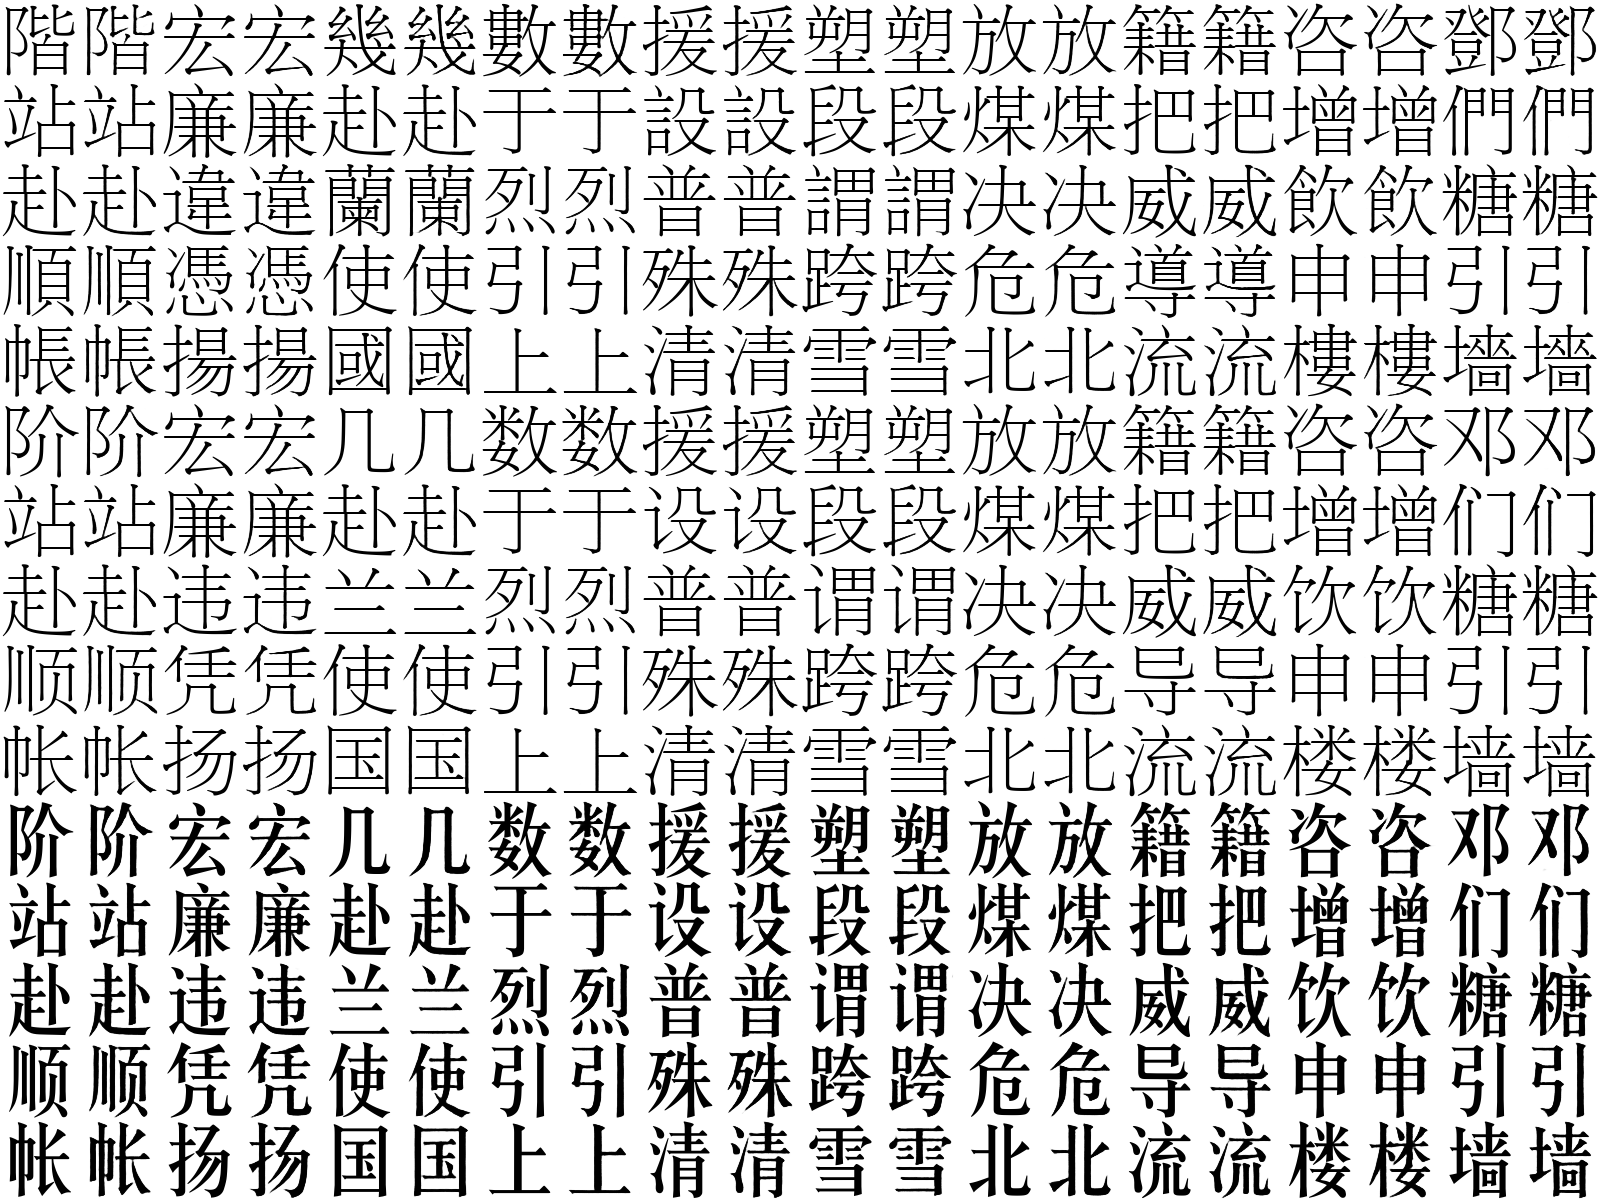 階階宏宏幾幾數數援援塑塑放放籍籍咨咨鄧鄧
站站廉廉赴赴于于設設段段煤煤把把增增們們
赴赴違違蘭蘭烈烈普普謂謂决决威威飲飲糖糖
順順憑憑使使引引殊殊跨跨危危導導申申引引
帳帳揚揚國國上上清清雪雪北北流流樓樓墻墻
阶阶宏宏几几数数援援塑塑放放籍籍咨咨邓邓
站站廉廉赴赴于于设设段段煤煤把把增增们们
赴赴违违兰兰烈烈普普谓谓决决威威饮饮糖糖
顺顺凭凭使使引引殊殊跨跨危危导导申申引引
帐帐扬扬国国上上清清雪雪北北流流楼楼墙墙
阶阶宏宏几几数数援援塑塑放放籍籍咨咨邓邓
站站廉廉赴赴于于设设段段煤煤把把增增们们
赴赴违违兰兰烈烈普普谓谓决决威威饮饮糖糖
顺顺凭凭使使引引殊殊跨跨危危导导申申引引
帐帐扬扬国国上上清清雪雪北北流流楼楼墙墙